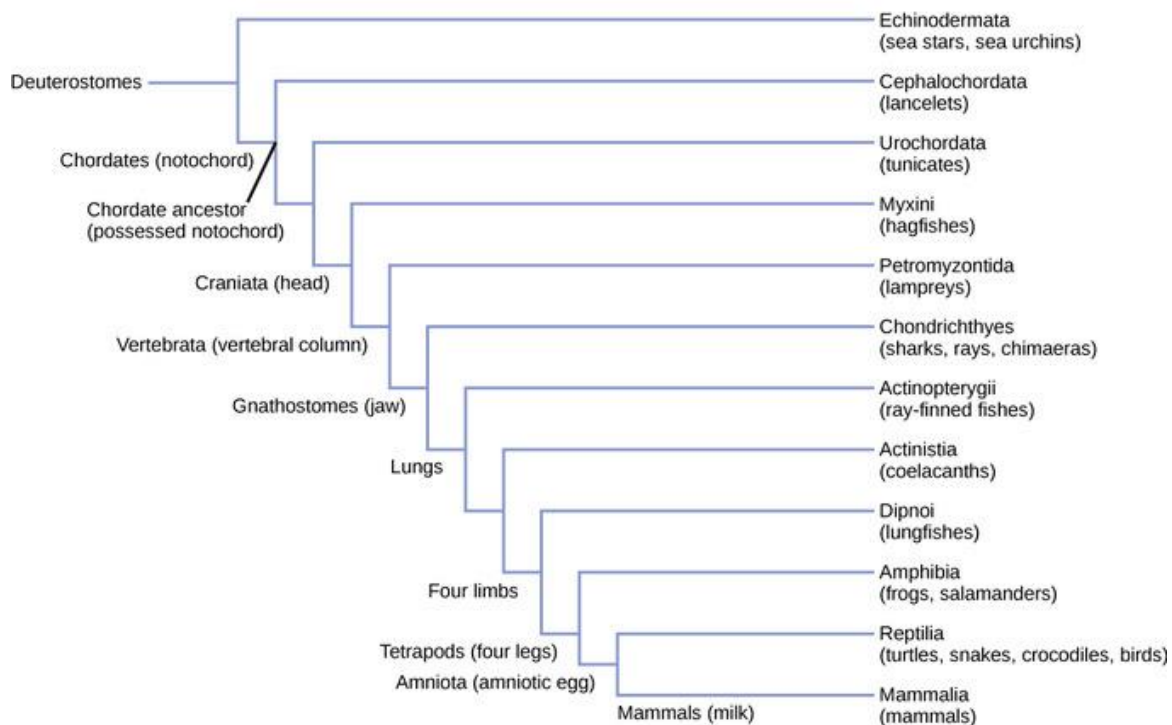 Echinodermata
(sea stars, sea urchins)
Deuterostomes
Cephalochordata
(lancelets)
Chordates (notochord)
Urochordata
(tunicates)
Chordate ancestor
(possessed notochord)
Myxini
(hagfishes)
Craniata (head)
Petromyzontida
(lampreys)
Vertebrata (vertebral column)
Chondrichthyes
(sharks, rays, chimaeras)
Gnathostomes (jaw)
Actinopterygii
(ray-finned fishes)
Lungs
Actinistia
(coelacanths)
Dipnoi
(lungfishes)
Four limbs
Amphibia
(frogs, salamanders)
Tetrapods (four legs)
Reptilia
(turtles, snakes, crocodiles, birds)
Amniota (amniotic egg)
Mammals (milk)
Mammalia
(mammals)